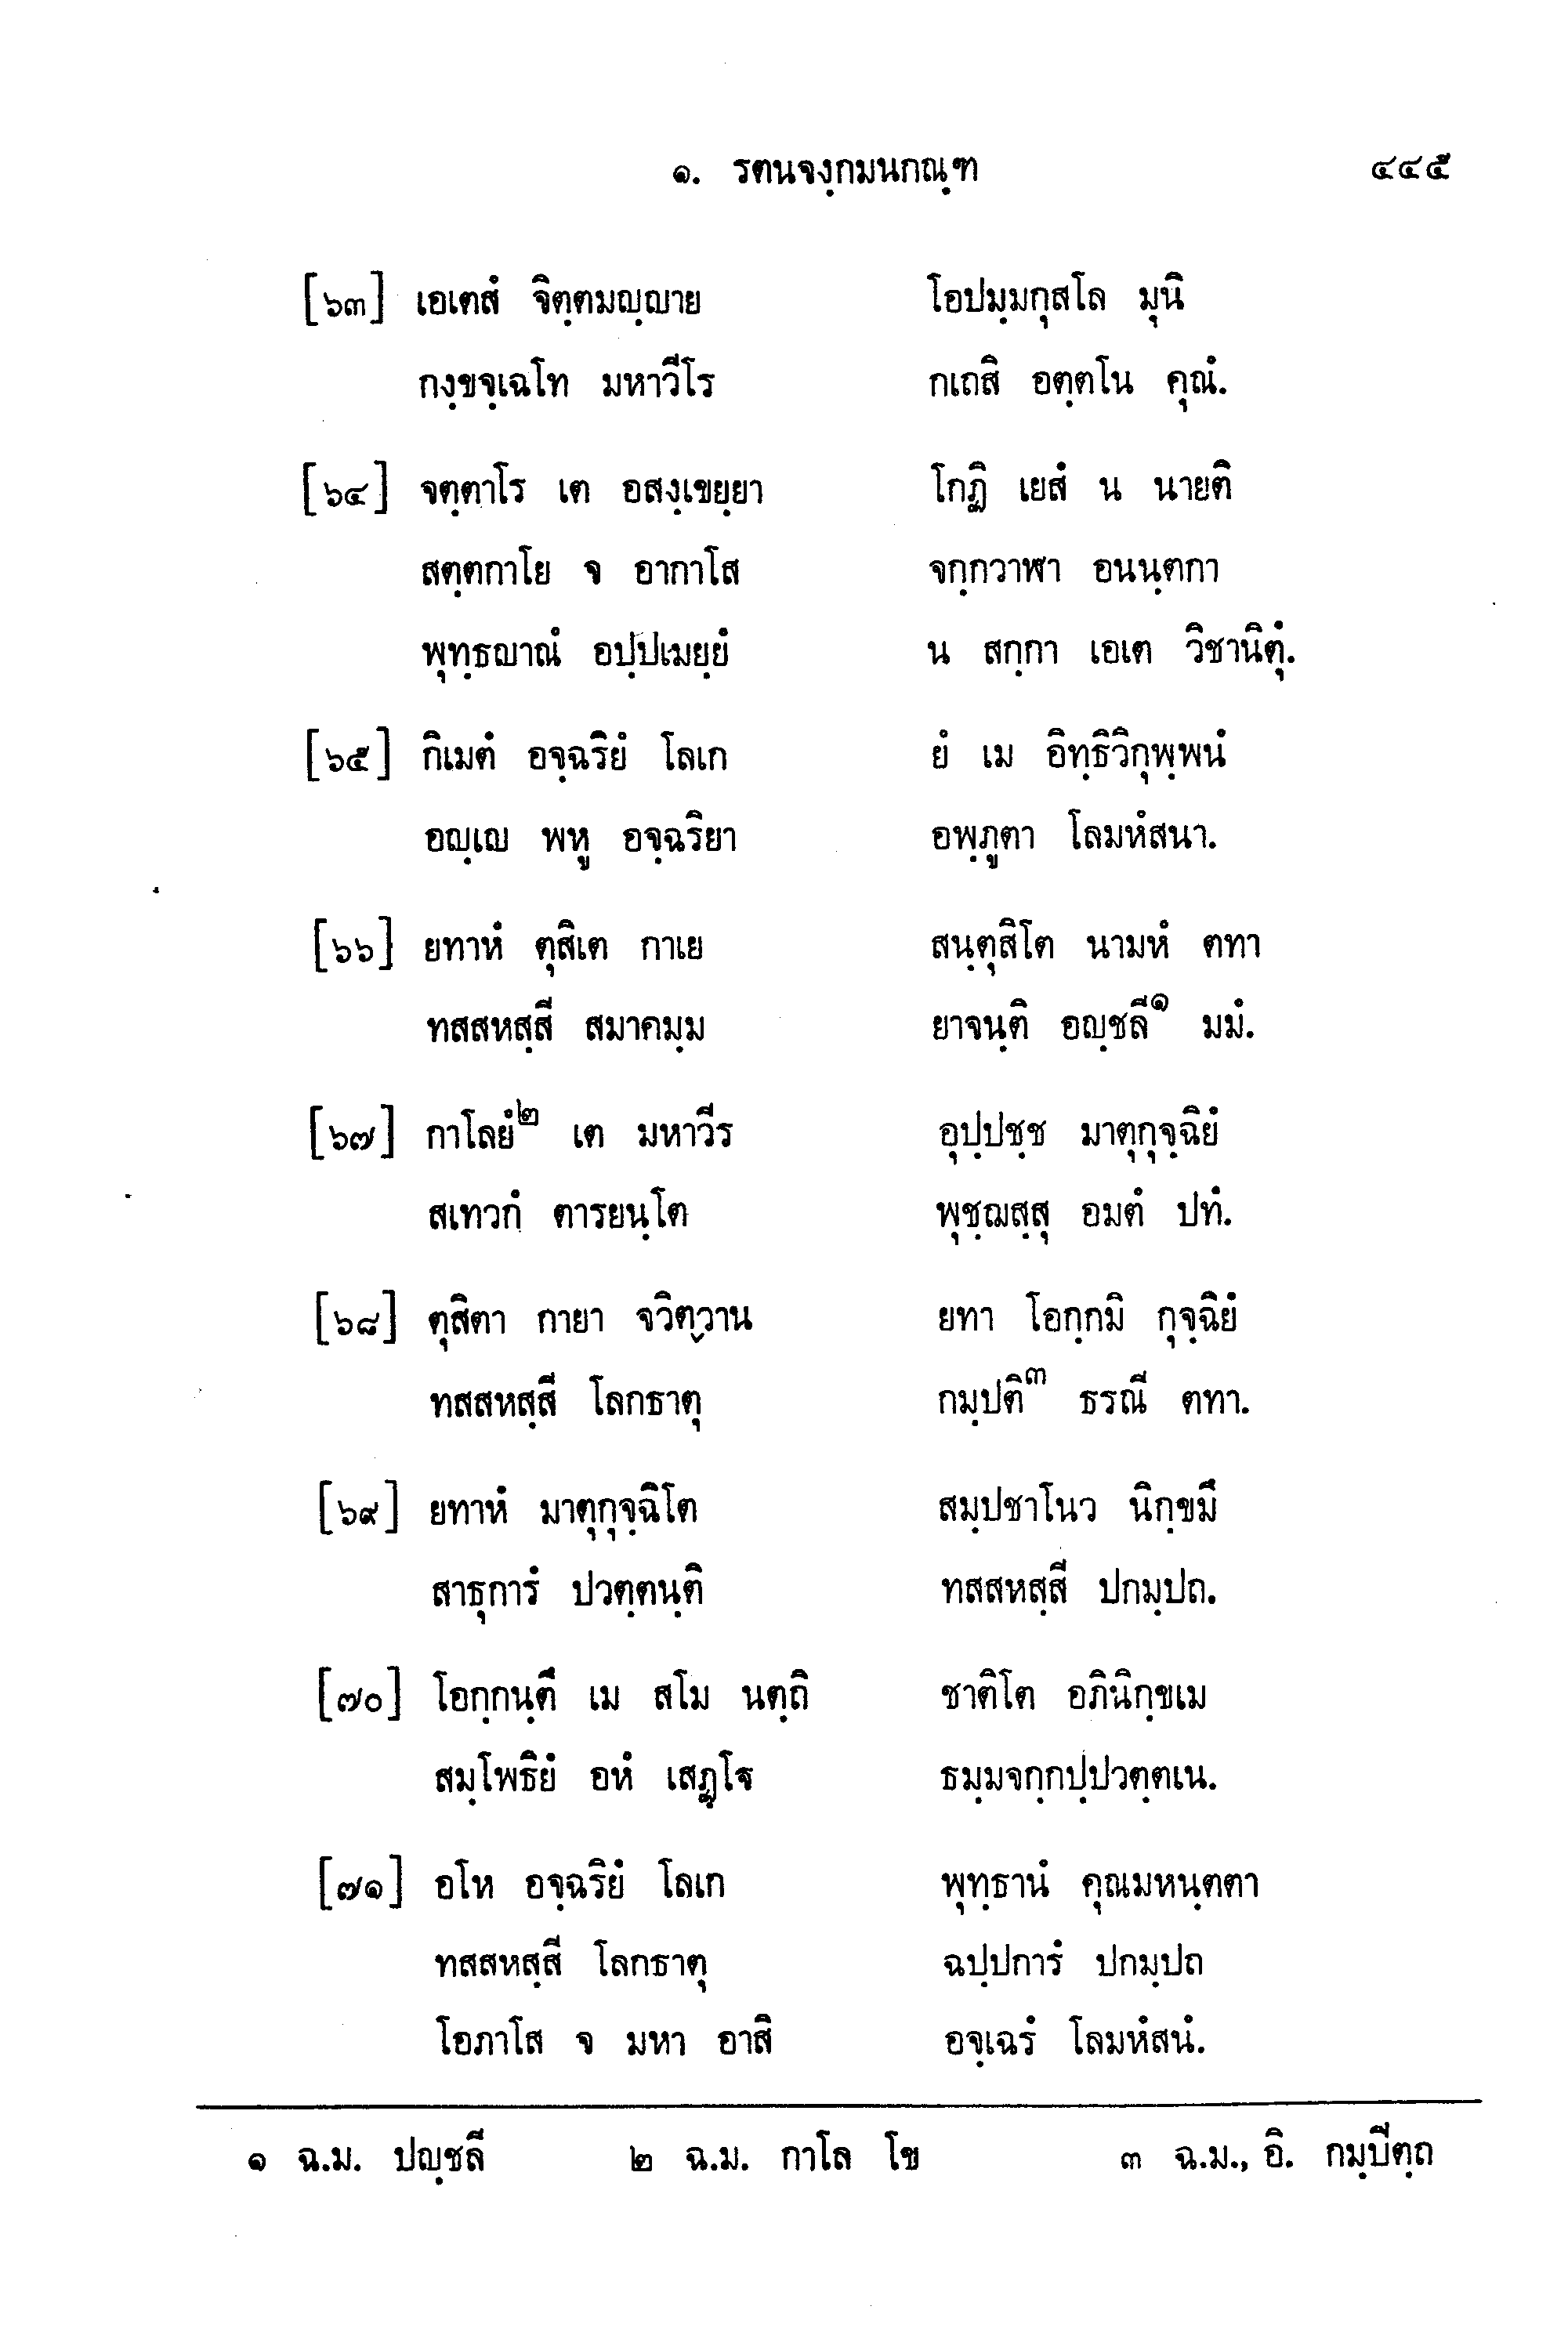 ๑. รตนจงฺกมนกณฺฑ ๔๔๕
[๖๓] เอเตสํ จิตฺตมญฺญาย โอปมฺมกุสโล มุนิ
กงฺขจฺเฉโท มหาวีโร กเถสิ อตฺตโน คุณํ.
[๖๔] จตฺตาโร เต อสงฺเขยฺยา โกฏิ เยสํ น นายติ
สตฺตกาโย จ อากาโส จกฺกวาฬา อนนฺตกา
พุทฺธญาณํ อปฺปเมยฺยํ น สกฺกา เอเต วิชานิตุํ.
[๖๕] กิเมตํ อจฺฉริยํ โลเก ยํ เม อิทฺธิวิกุพฺพนํ
อญฺเญ พหู อจฺฉริยา อพฺภูตา โลมหํสนา.
[๖๖] ยทาหํ ตุสิเต กาเย สนฺตุสิโต นามหํ ตทา
ทสสหสฺสี สมาคมฺม ยาจนฺติ อญฺชลี๑ มมํ.
[๖๗] กาโลยํ๒ เต มหาวีร อุปฺปชฺช มาตุกุจฺฉิยํ
สเทวกํ ตารยนฺโต พุชฺฌสฺสุ อมตํ ปทํ.
[๖๘] ตุสิตา กายา จวิตฺวาน ยทา โอกฺกมิ กุจฺฉิยํ
ทสสหสฺสี โลกธาตุ กมฺปติ๓ ธรณี ตทา.
[๖๙] ยทาหํ มาตุกุจฺฉิโต สมฺปชาโนว นิกฺขมึ
สาธุการํ ปวตฺตนฺติ ทสสหสฺสี ปกมฺปถ.
[๗๐] โอกฺกนฺตึ เม สโม นตฺถิ ชาติโต อภินิกฺขเม
สมฺโพธิยํ อหํ เสฏฺโฐ ธมฺมจกฺกปฺปวตฺตเน.
[๗๑] อโห อจฺฉริยํ โลเก พุทฺธานํ คุณมหนฺตตา
ทสสหสฺสี โลกธาตุ ฉปฺปการํ ปกมฺปถ
โอภาโส จ มหา อาสิ อจฺเฉรํ โลมหํสนํ.
๑ ฉ.ม. ปญฺชลี ๒ ฉ.ม. กาโล โข ๓ ฉ.ม., อิ. กมฺปิตฺถ